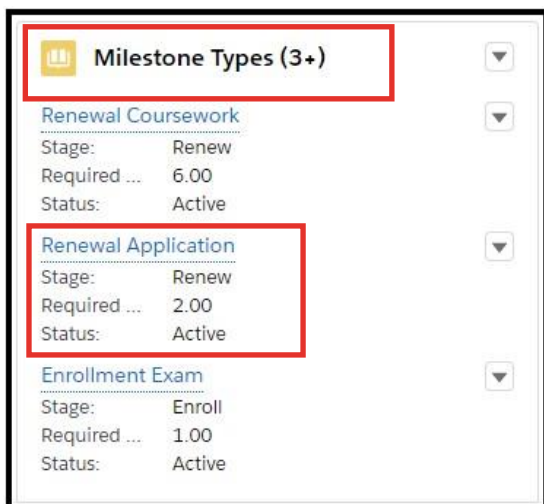 Milestone Types (3+)
Renewal Coursework
Stage: Renew
Required ... 6.00
Status: Active
Renewal Application
Stage: Renew
Required ... 2.00
Status: Active
Enrollment Exam
Stage: Enroll
Required ... 1.00
Status: Active